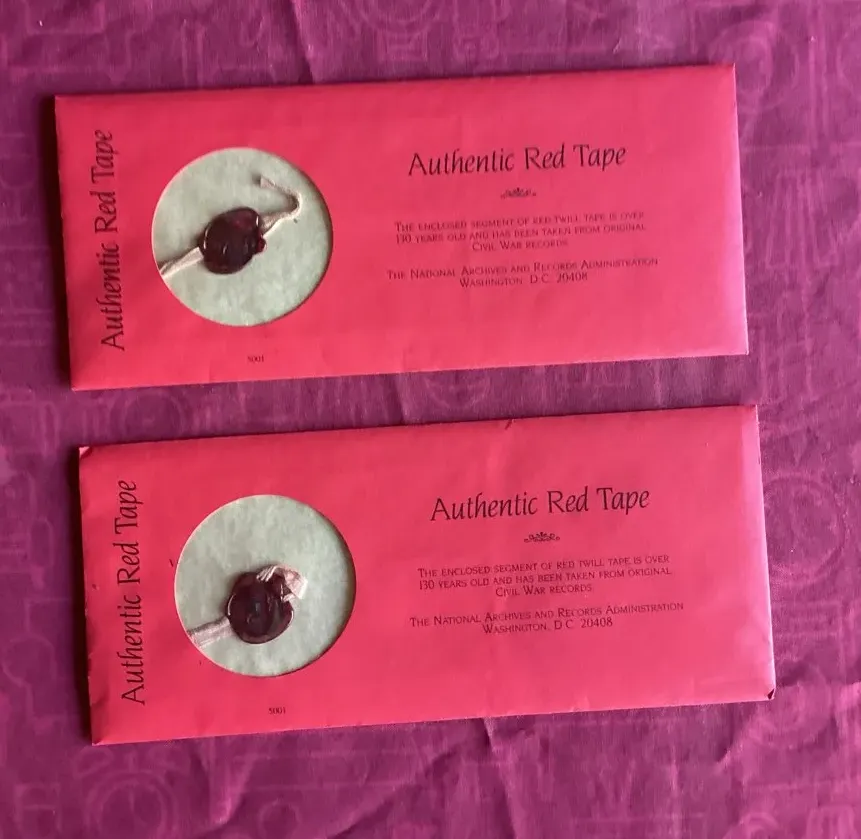 Authentic Red Tape
Authentic Red Tape
THE ENCLOSED SEGMENT OF RED TWILL TAPE IS OVER
130 YEARS OLD AND HAS BEEN TAKEN FROM ORIGINAL
CIVIL WAR RECORDS
THE NATIONAL ARCHIVES AND RECORDS ADMINISTRATION
WASHINGTON, D.C. 20408
5001
Authentic Red Tape
Authentic Red Tape
THE ENCLOSED SEGMENT OF RED TWILL TAPE IS OVER
130 YEARS OLD AND HAS BEEN TAKEN FROM ORIGINAL
CIVIL WAR RECORDS
THE NATIONAL ARCHIVES AND RECORDS ADMINISTRATION
WASHINGTON, D.C. 20408
5001